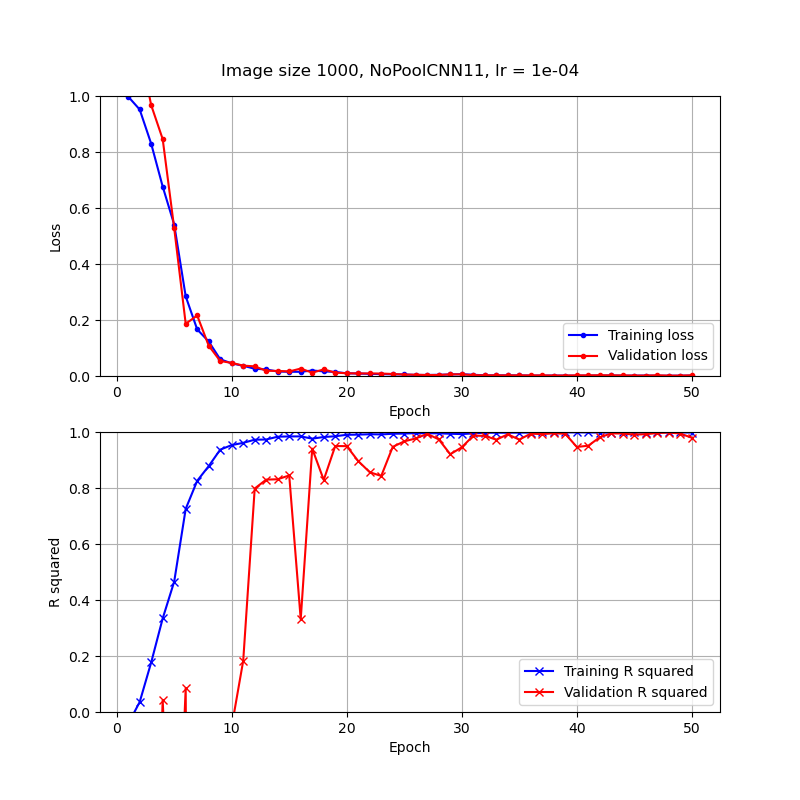 Image size 1000, NoPoolCNN11, lr = 1e-04
1.0
0.8
0.6
0.4
0.2
0.0
Loss
Training loss
Validation loss
0 10 20 30 40 50
Epoch
1.0
0.8
0.6
0.4
0.2
0.0
R squared
Training R squared
Validation R squared
0 10 20 30 40 50
Epoch